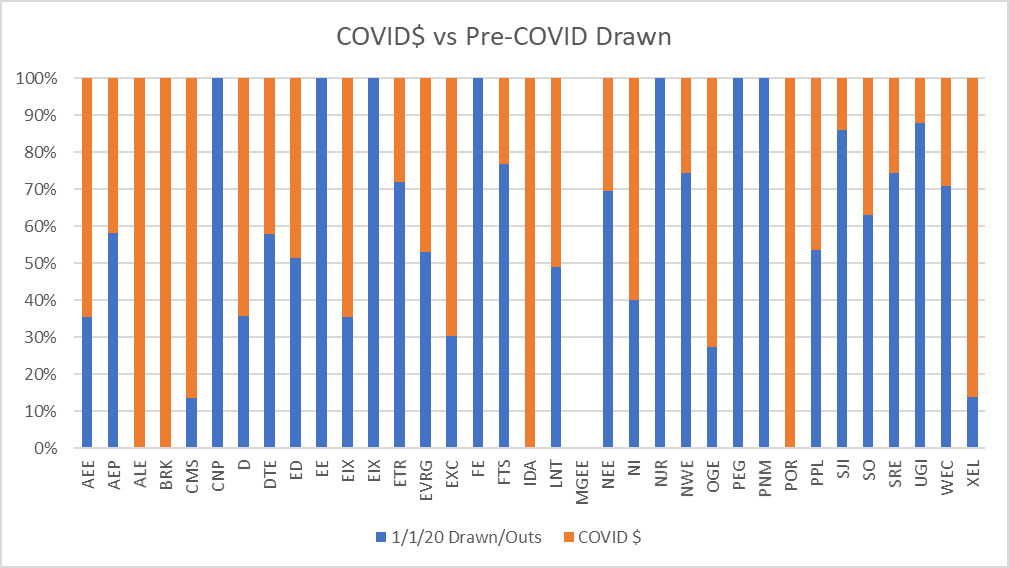 COVID$ vs Pre-COVID Drawn
100%
90%
80%
70%
60%
50%
40%
30%
20%
10%
0%
AEE
AEP
ALE
BRK
CMS
CNP
D
DTE
ED
EE
EIX
EIX
ETR
EVRG
EXC
FE
FTS
IDA
LNT
MGEE
NEE
NI
NJR
NWE
OGE
PEG
PNM
POR
PPL
SJI
SO
SRE
UGI
WEC
XEL
1/1/20 Drawn/Outs
COVID $